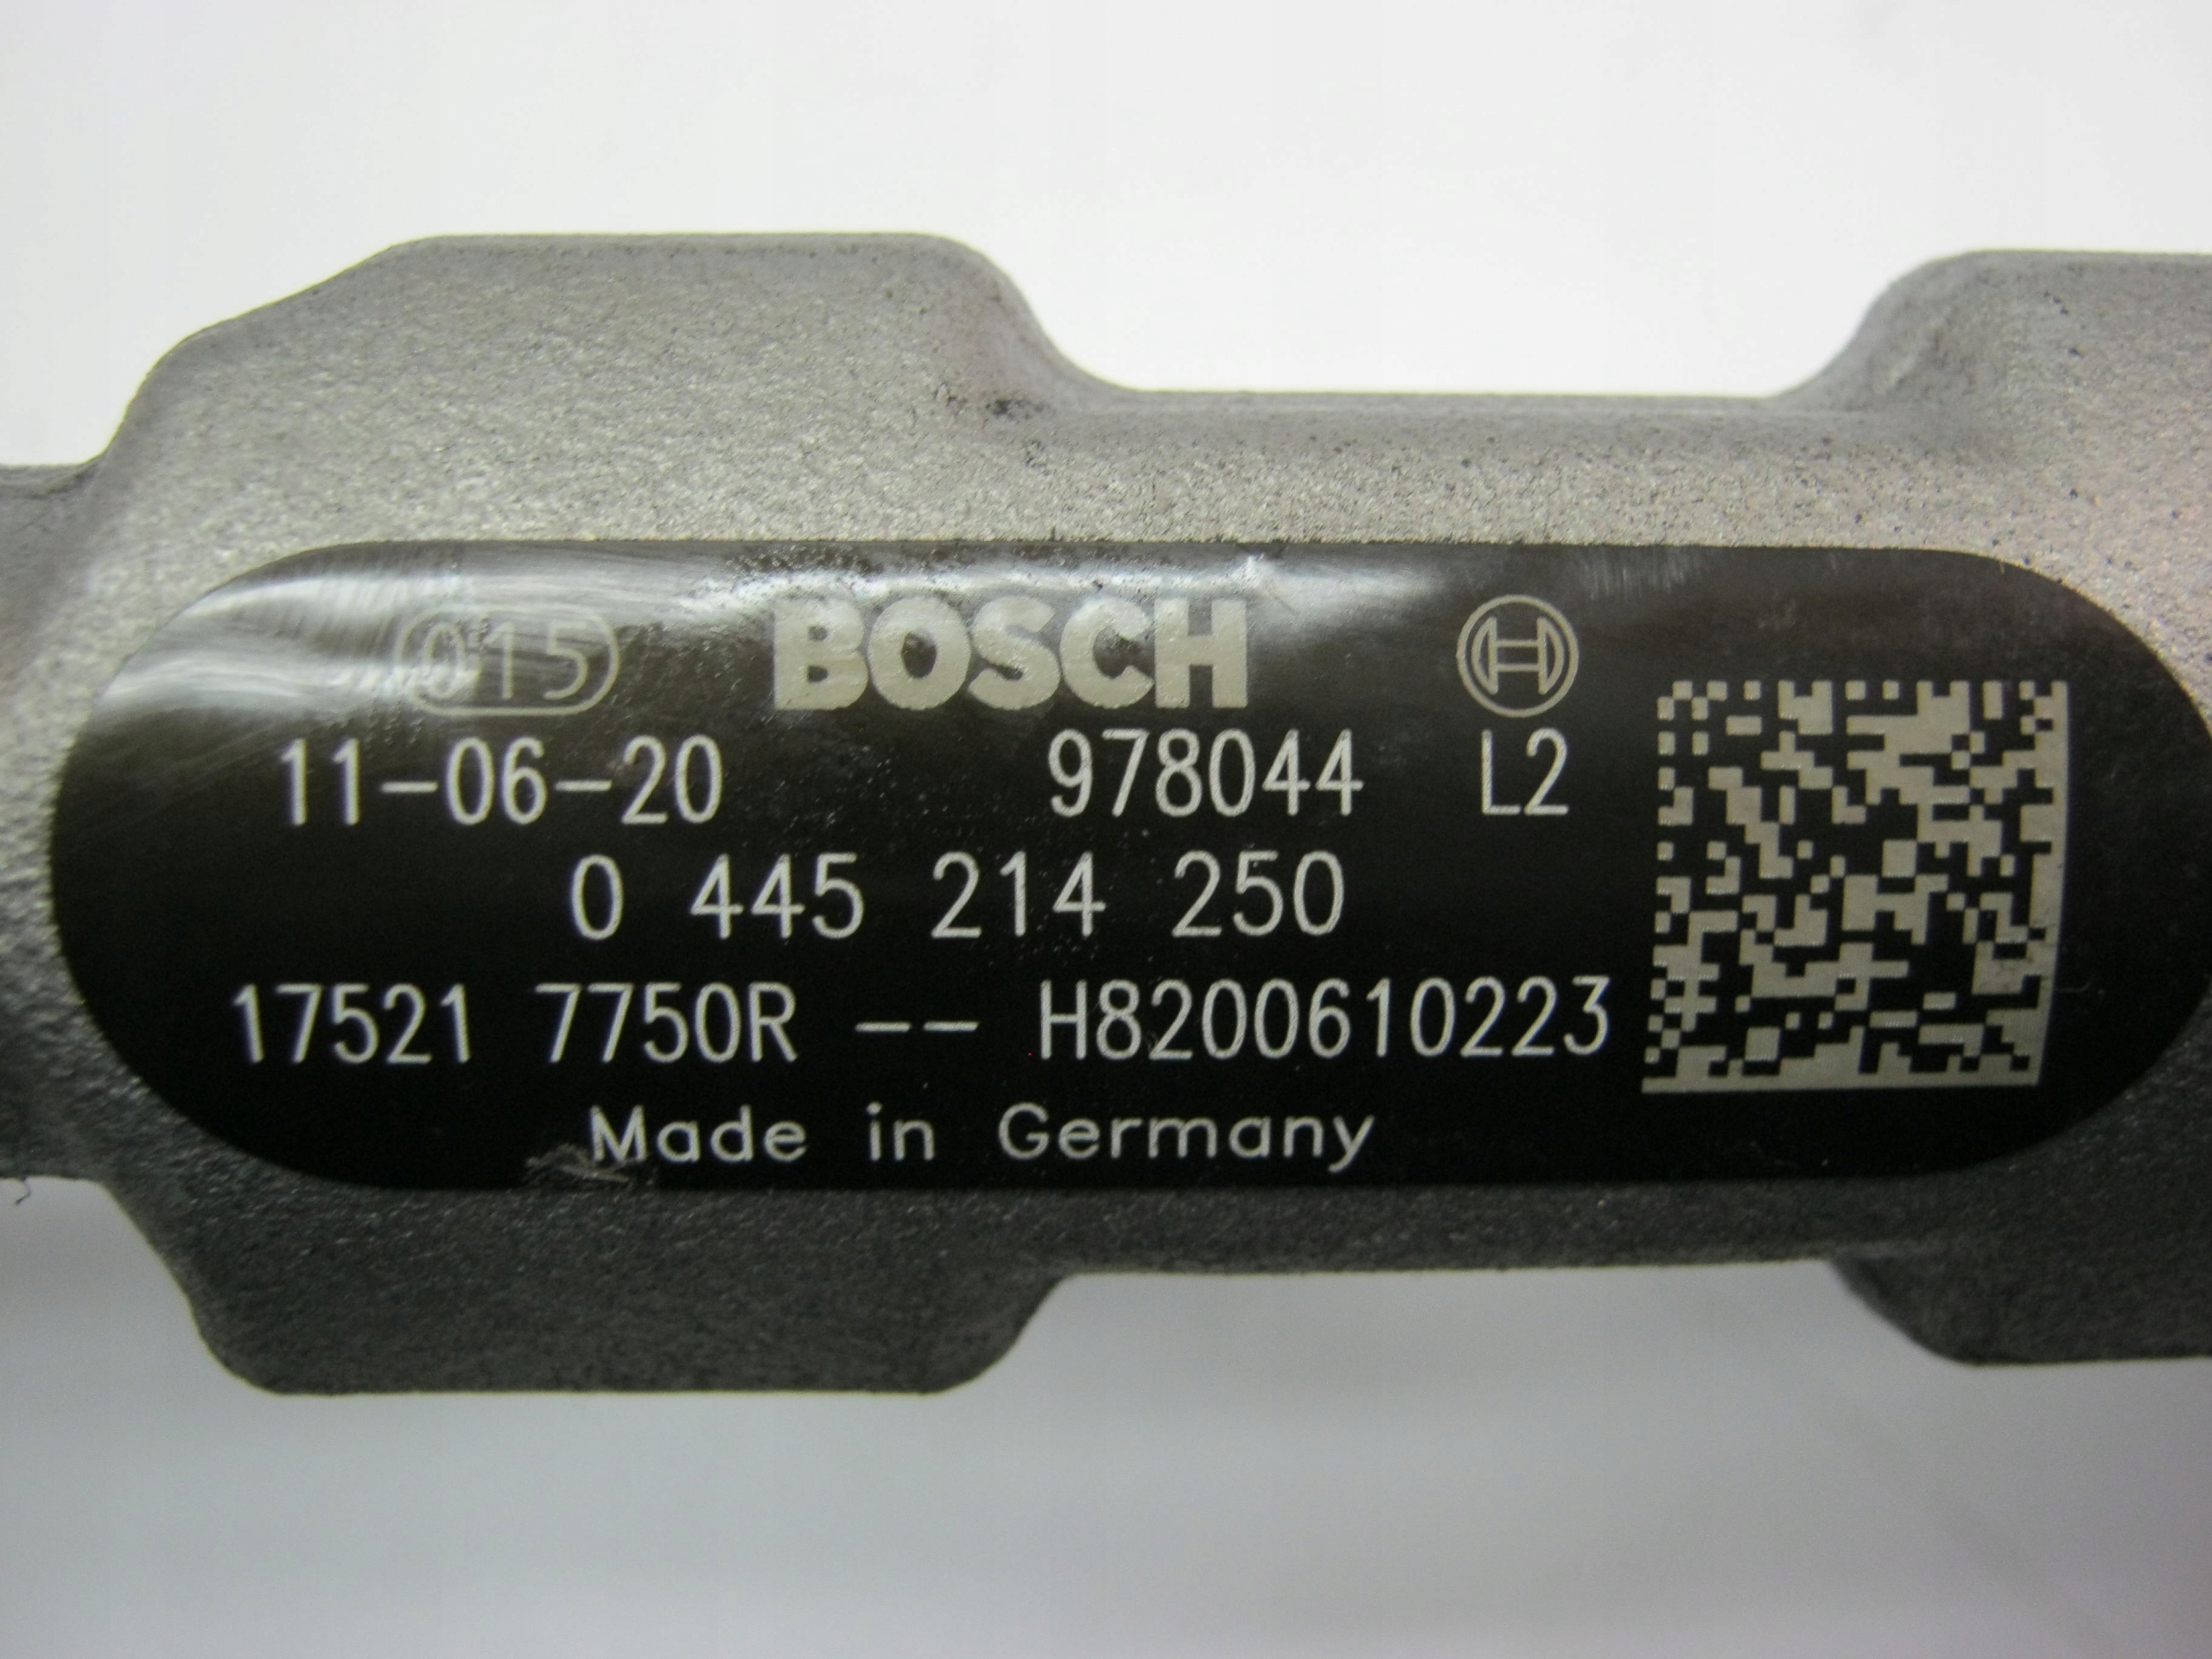 015 BOSCH
11-06-20 978044 L2
0 445 214 250
17521 7750R -- H8200610223
Made in Germany